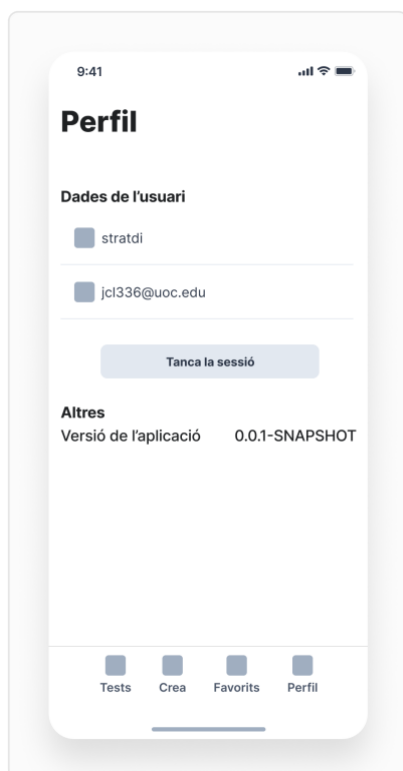 9:41
Perfil
Dades de l'usuari
stratdi
jcl336@uoc.edu
Tanca la sessió
Altres
Versió de l'aplicació 0.0.1-SNAPSHOT
Tests Crea Favorits Perfil